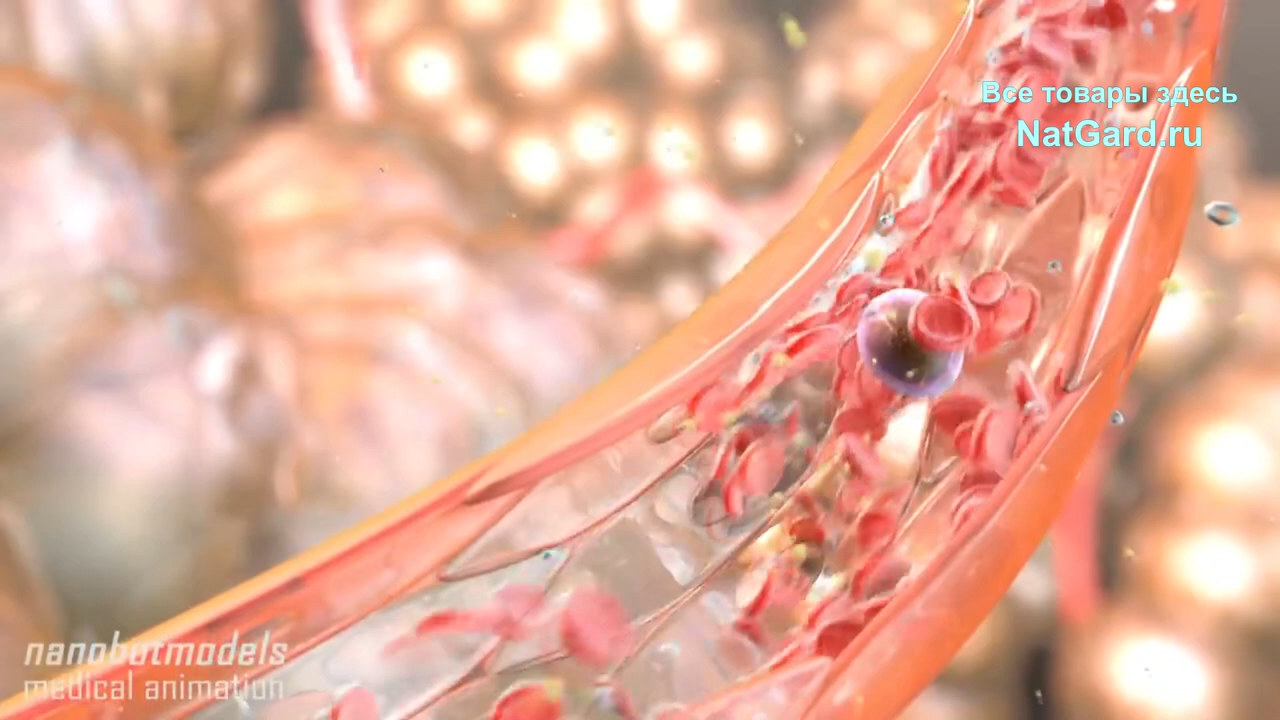 Все товары здесь
NatGard.ru
nanobotmodels
medical animation